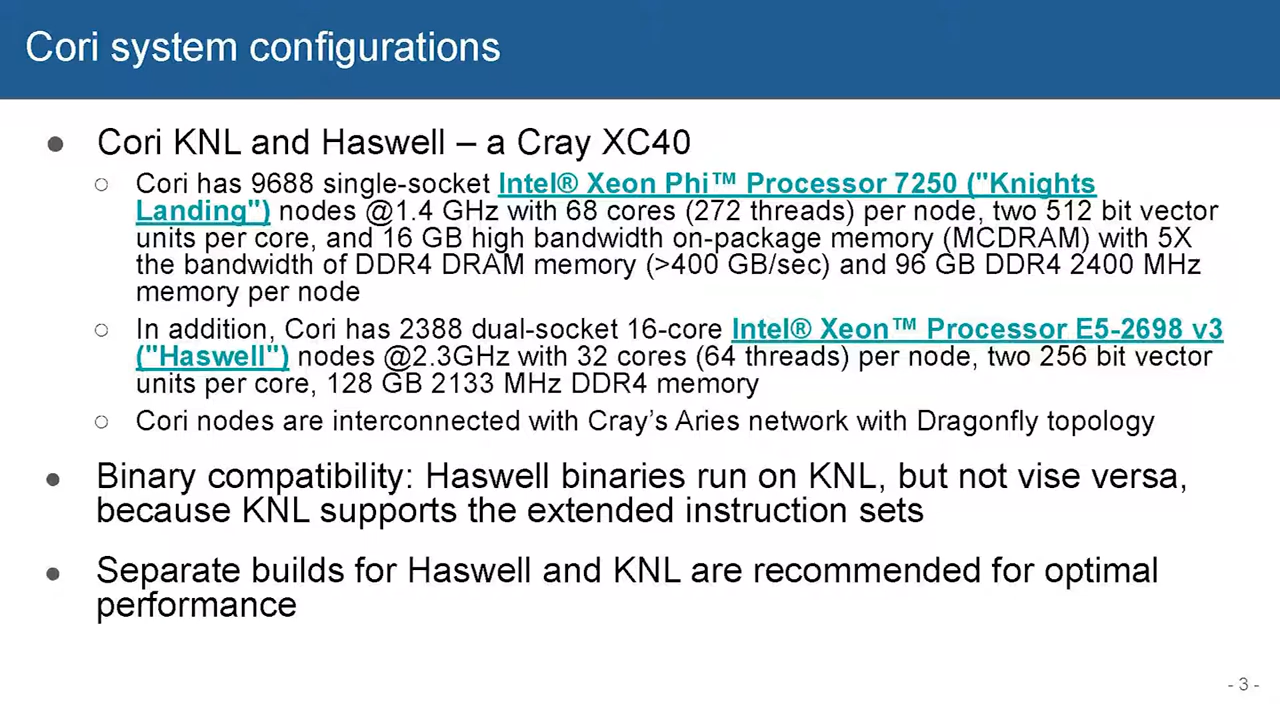 Cori system configurations
● Cori KNL and Haswell – a Cray XC40
○ Cori has 9688 single-socket Intel® Xeon Phi™ Processor 7250 ("Knights
Landing") nodes @1.4 GHz with 68 cores (272 threads) per node, two 512 bit vector
units per core, and 16 GB high bandwidth on-package memory (MCDRAM) with 5X
the bandwidth of DDR4 DRAM memory (>400 GB/sec) and 96 GB DDR4 2400 MHz
memory per node
○ In addition, Cori has 2388 dual-socket 16-core Intel® Xeon™ Processor E5-2698 v3
("Haswell") nodes @2.3GHz with 32 cores (64 threads) per node, two 256 bit vector
units per core, 128 GB 2133 MHz DDR4 memory
○ Cori nodes are interconnected with Cray’s Aries network with Dragonfly topology
● Binary compatibility: Haswell binaries run on KNL, but not vise versa,
because KNL supports the extended instruction sets
● Separate builds for Haswell and KNL are recommended for optimal
performance
- 3 -